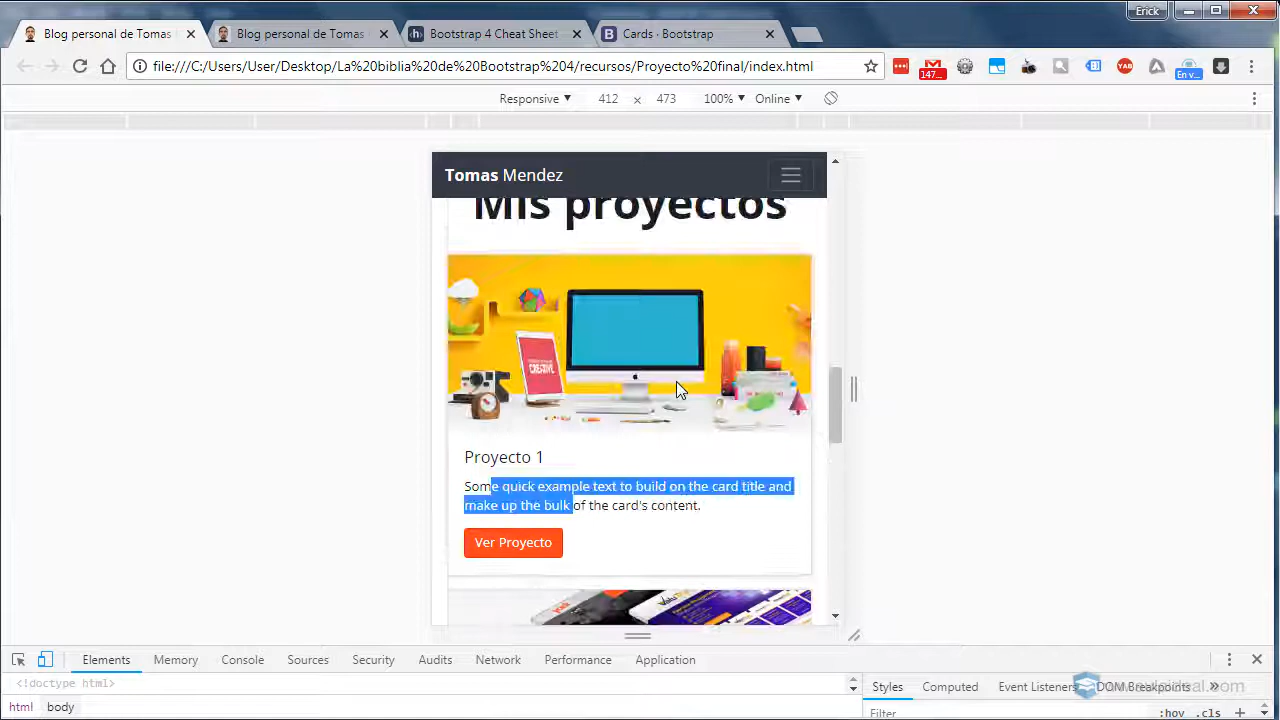 Erick
Blog personal de Tomas
Blog personal de Tomas
Bootstrap 4 Cheat Sheet
Cards · Bootstrap
file:///C:/Users/User/Desktop/La%20biblia%20de%20Bootstrap%204/recursos/Proyecto%20final/index.html
147...
YAB
En v...
Responsive 412 x 473 100% Online
Tomas Mendez
Mis proyectos
CREATIVE
Proyecto 1
Some quick example text to build on the card title and
make up the bulk of the card's content.
Ver Proyecto
Elements Memory Console Sources Security Audits Network Performance Application
<!doctype html>
Styles Computed Event Listeners DOM Breakpoints
html body
Filter :hov .cls